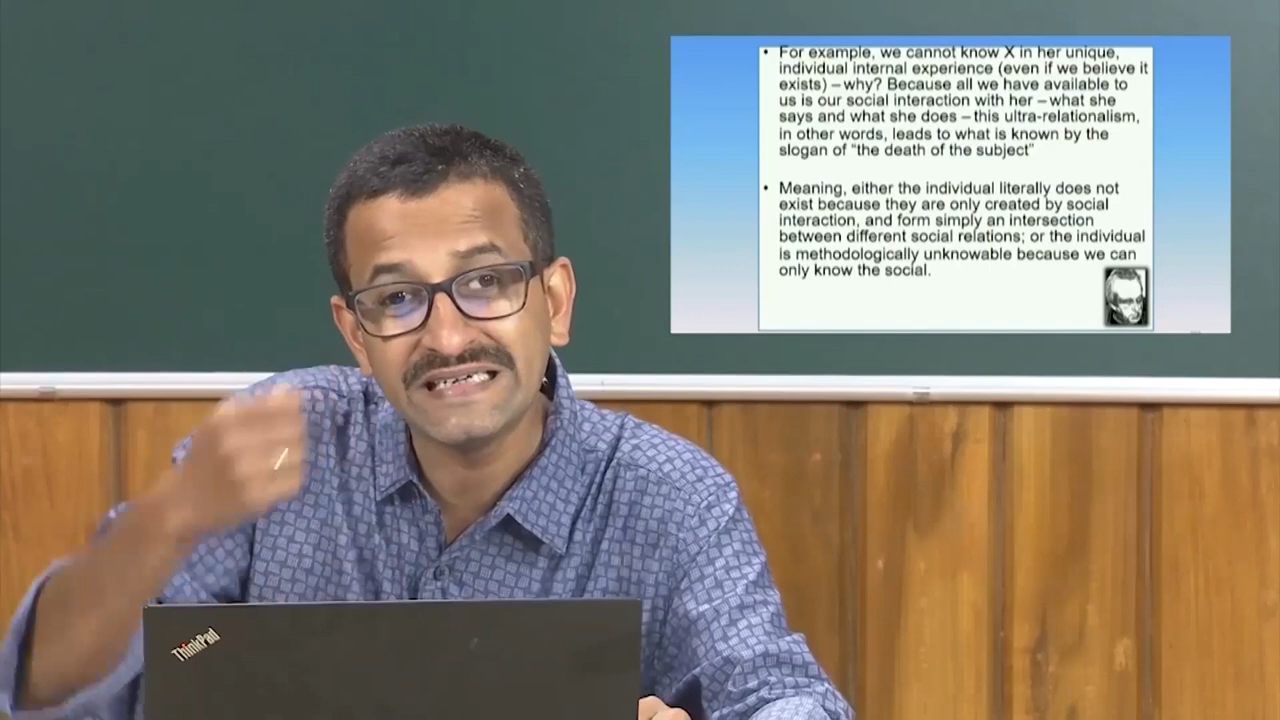 • For example, we cannot know X in her unique,
individual internal experience (even if we believe it
exists) – why? Because all we have available to
us is our social interaction with her – what she
says and what she does – this ultra-relationalism,
in other words, leads to what is known by the
slogan of “the death of the subject”
• Meaning, either the individual literally does not
exist because they are only created by social
interaction, and form simply an intersection
between different social relations; or the individual
is methodologically unknowable because we can
only know the social.
ThinkPad